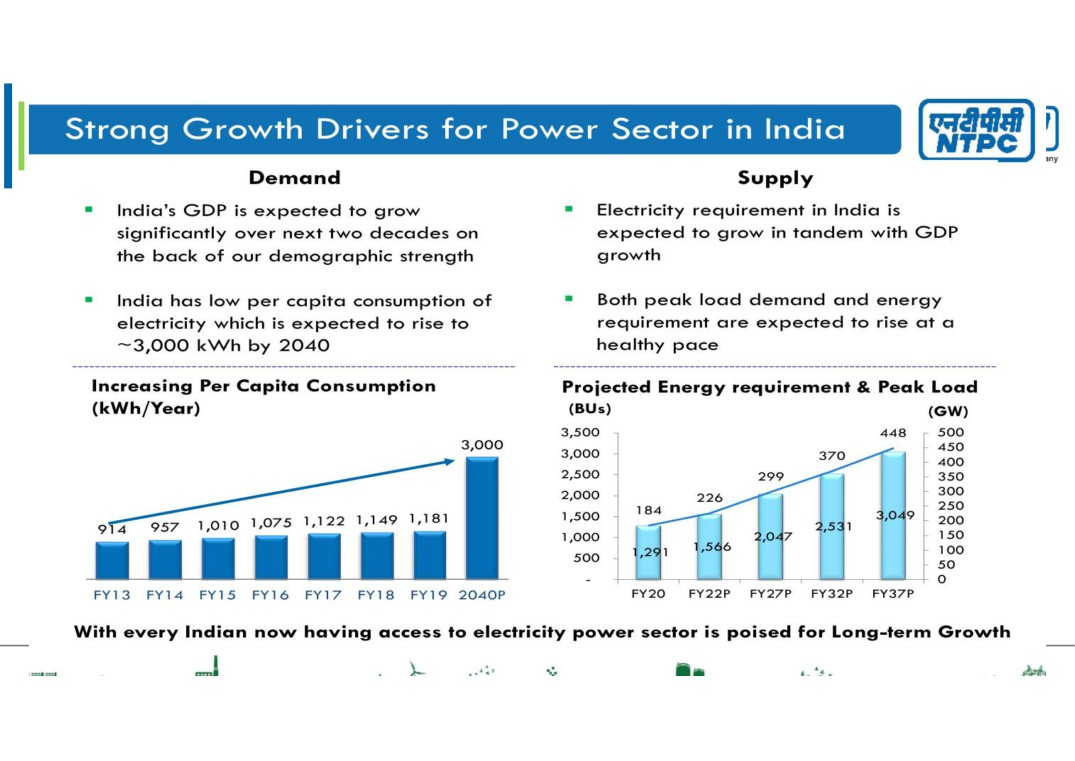 Strong Growth Drivers for Power Sector in India
एनटीपीसी
NTPC
any
Demand
India’s GDP is expected to grow
significantly over next two decades on
the back of our demographic strength
India has low per capita consumption of
electricity which is expected to rise to
~3,000 kWh by 2040
Supply
Electricity requirement in India is
expected to grow in tandem with GDP
growth
Both peak load demand and energy
requirement are expected to rise at a
healthy pace
Increasing Per Capita Consumption
(kWh/Year)
914 957 1,010 1,075 1,122 1,149 1,181 3,000
FY13 FY14 FY15 FY16 FY17 FY18 FY19 2040P
Projected Energy requirement & Peak Load
(BUs)
(GW)
3,500
3,000
2,500
2,000
1,500
1,000
500
-
184 226 299 370 448
1,291 1,566 2,047 2,531 3,049
500
450
400
350
300
250
200
150
100
50
0
FY20 FY22P FY27P FY32P FY37P
With every Indian now having access to electricity power sector is poised for Long-term Growth